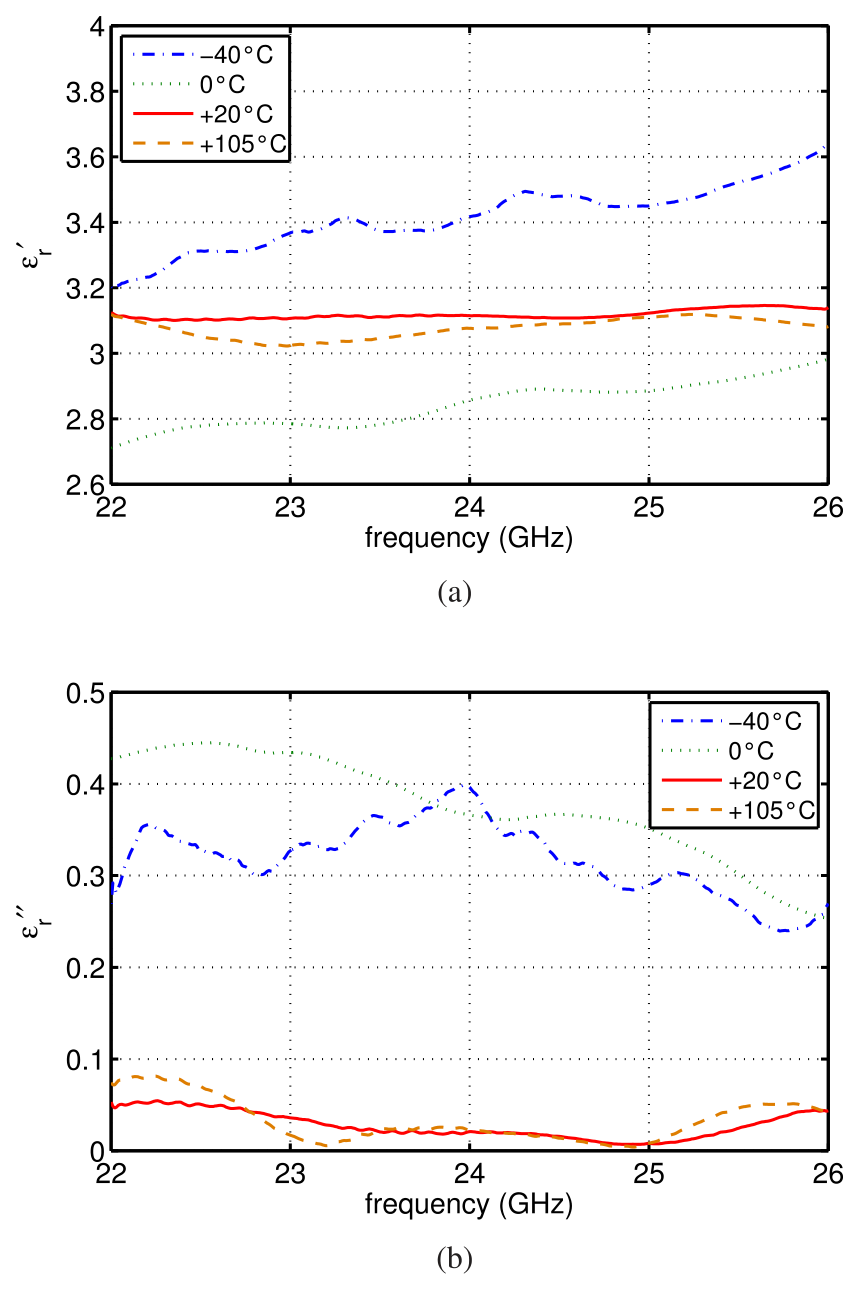 4
3.8
3.6
3.4
3.2
3
2.8
2.6
−40°C
0°C
+20°C
+105°C
εr′
22 23 24 25 26
frequency (GHz)
(a)
0.5
0.4
0.3
0.2
0.1
0
−40°C
0°C
+20°C
+105°C
εr′′
22 23 24 25 26
frequency (GHz)
(b)